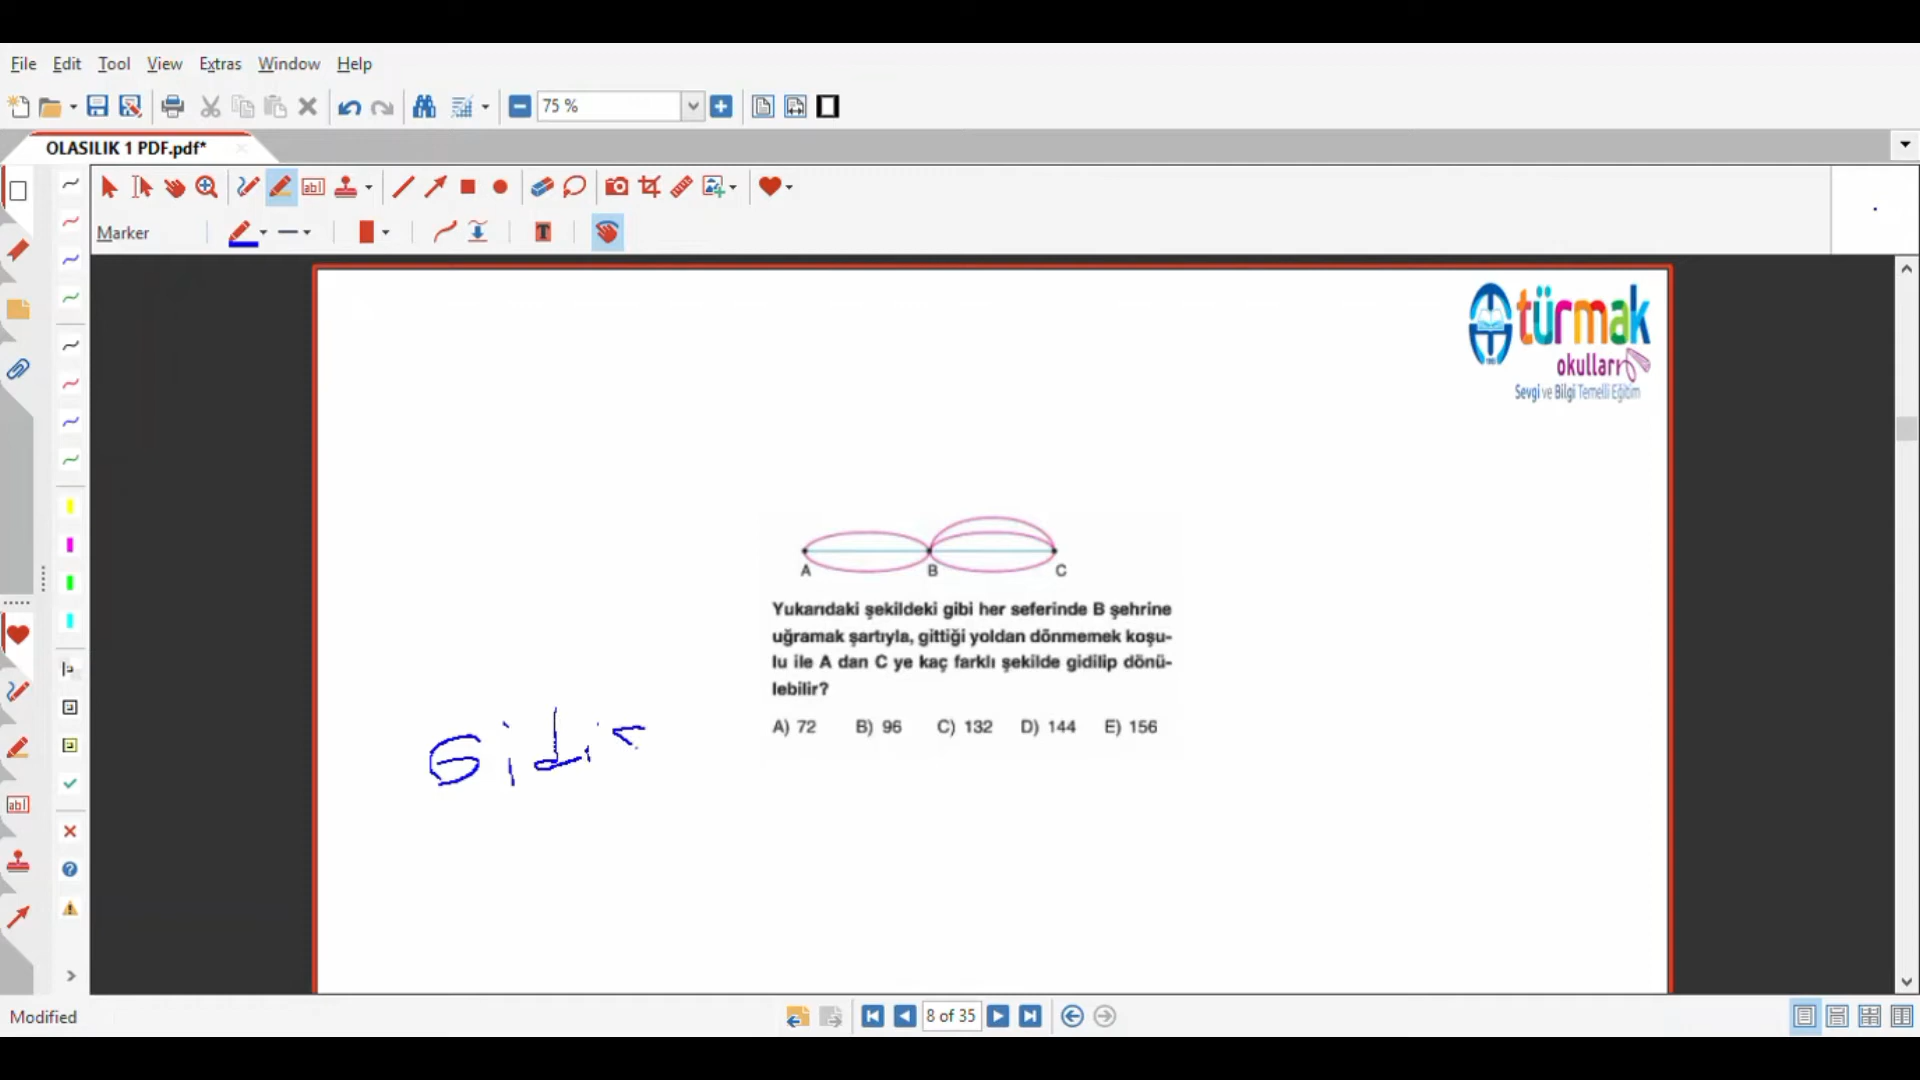 File Edit Tool View Extras Window Help
75 %
OLASILIK 1 PDF.pdf*
Marker
türmak
okulları
Sevgi ve Bilgi Temelli Eğitim
A B C
Yukarıdaki şekildeki gibi her seferinde B şehrine
uğramak şartıyla, gittiği yoldan dönmemek koşu-
lu ile A dan C ye kaç farklı şekilde gidilip dönü-
lebilir?
A) 72 B) 96 C) 132 D) 144 E) 156
Modified
8 of 35